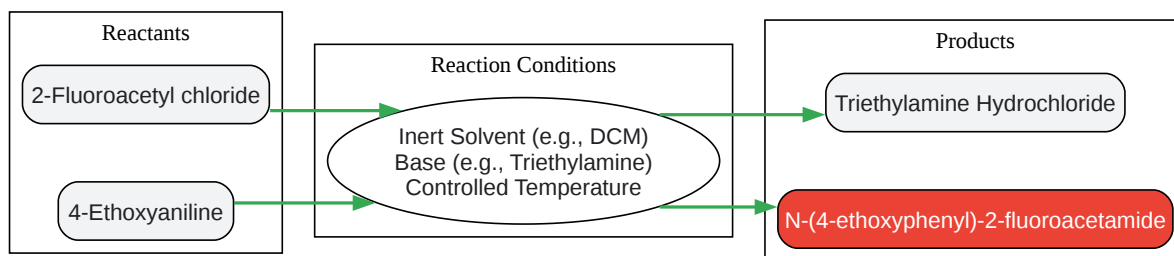 Reactants
2-Fluoroacetyl chloride
4-Ethoxyaniline
Reaction Conditions
Inert Solvent (e.g., DCM)
Base (e.g., Triethylamine)
Controlled Temperature
Products
Triethylamine Hydrochloride
N-(4-ethoxyphenyl)-2-fluoroacetamide